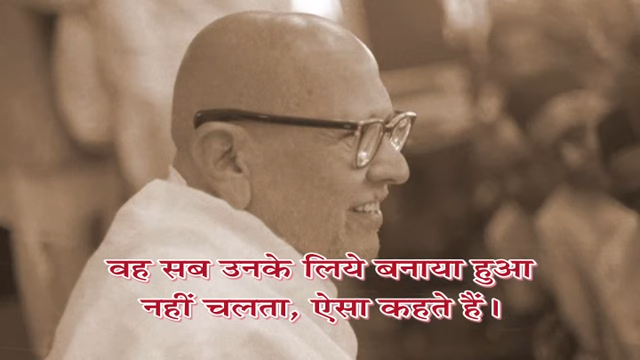 वह सब उनके लिये बनाया हुआ
नहीं चलता, ऐसा कहते हैं।